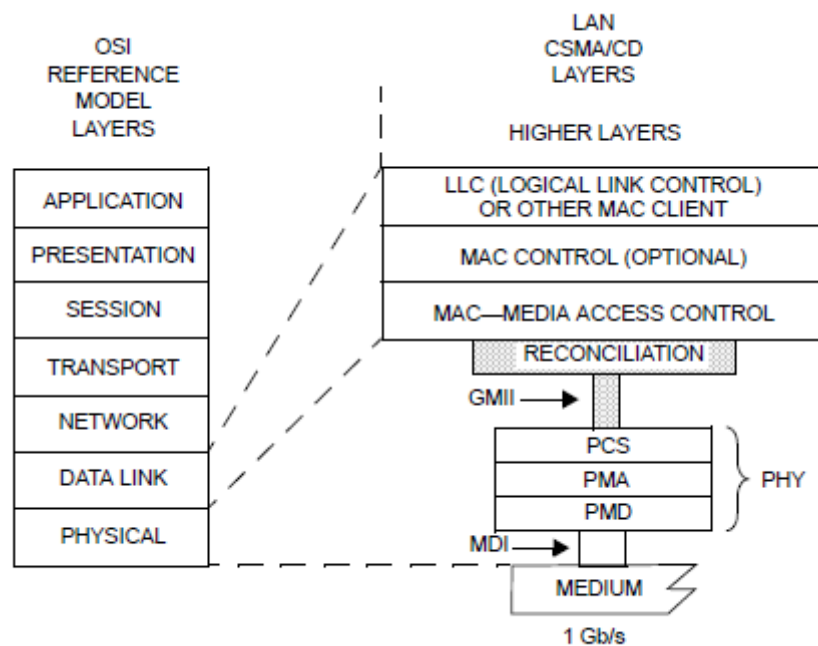 OSI
REFERENCE
MODEL
LAYERS
LAN
CSMA/CD
LAYERS
HIGHER LAYERS
APPLICATION
PRESENTATION
SESSION
TRANSPORT
NETWORK
DATA LINK
PHYSICAL
LLC (LOGICAL LINK CONTROL)
OR OTHER MAC CLIENT
MAC CONTROL (OPTIONAL)
MAC—MEDIA ACCESS CONTROL
RECONCILIATION
GMII
PCS
PMA
PMD
PHY
MDI
MEDIUM
1 Gb/s